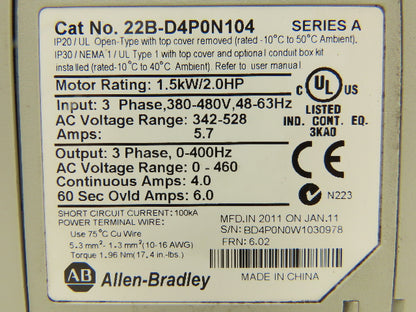 Cat No. 22B-D4P0N104 SERIES A
IP20 / UL Open-Type with top cover removed (rated -10°C to 50°C Ambient).
IP30 / NEMA 1 / UL Type 1 with top cover and optional conduit box kit
installed (rated-10°C to 40°C Ambient). Refer to user manual.
Motor Rating: 1.5kW/2.0HP
Input: 3 Phase,380-480V,48-63Hz
AC Voltage Range: 342-528
Amps: 5.7
Output: 3 Phase, 0-400Hz
AC Voltage Range: 0 - 460
Continuous Amps: 4.0
60 Sec Ovld Amps: 6.0
C UL US
LISTED
IND. CONT. EQ.
3KA0
CE
N223
SHORT CIRCUIT CURRENT:100kA
POWER TERMINAL WIRE:
Use 75°C Cu Wire
5.3 mm²- 1.3 mm²(10-16 AWG)
Torque 1.96 Nm(17.4 in.-lbs.)
MFD.IN 2011 ON JAN.11
S/N: BD4P0N0W1030978
FRN: 6.02
AB Allen-Bradley
MADE IN CHINA